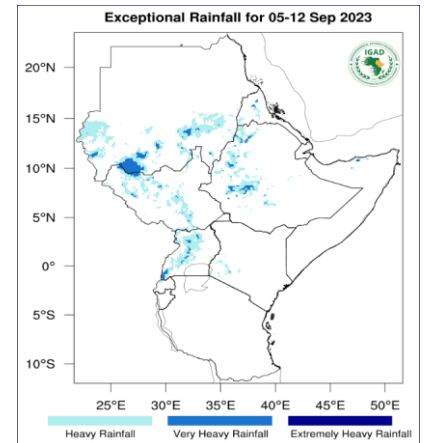 Exceptional Rainfall for 05-12 Sep 2023
IGAD
20°N
15°N
10°N
5°N
0°
5°S
10°S
25°E 30°E 35°E 40°E 45°E 50°E
Heavy Rainfall Very Heavy Rainfall Extremely Heavy Rainfall